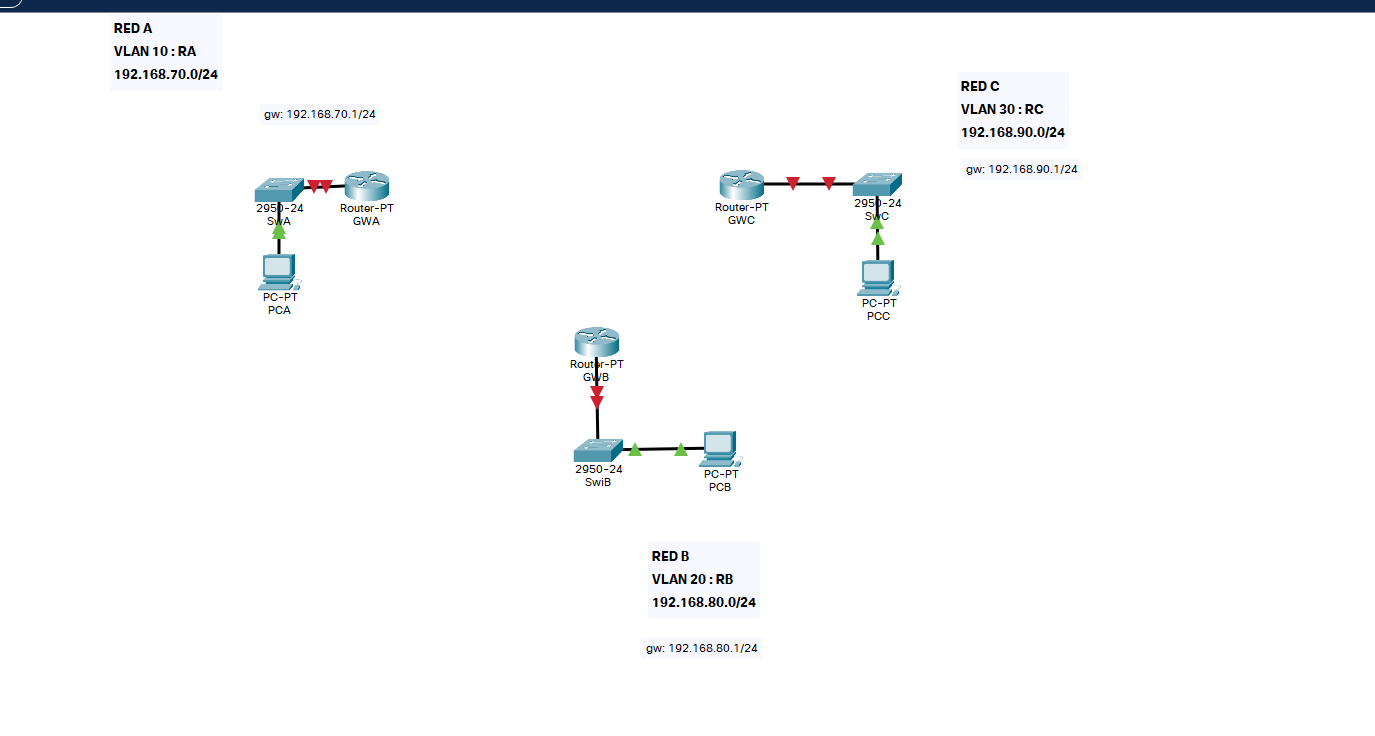 RED A
VLAN 10 : RA
192.168.70.0/24
gw: 192.168.70.1/24
2950-24
SwA
Router-PT
GWA
PC-PT
PCA
RED C
VLAN 30 : RC
192.168.90.0/24
gw: 192.168.90.1/24
Router-PT
GWC
2950-24
SwC
PC-PT
PCC
Router-PT
GWB
2950-24
SwiB
PC-PT
PCB
RED B
VLAN 20 : RB
192.168.80.0/24
gw: 192.168.80.1/24